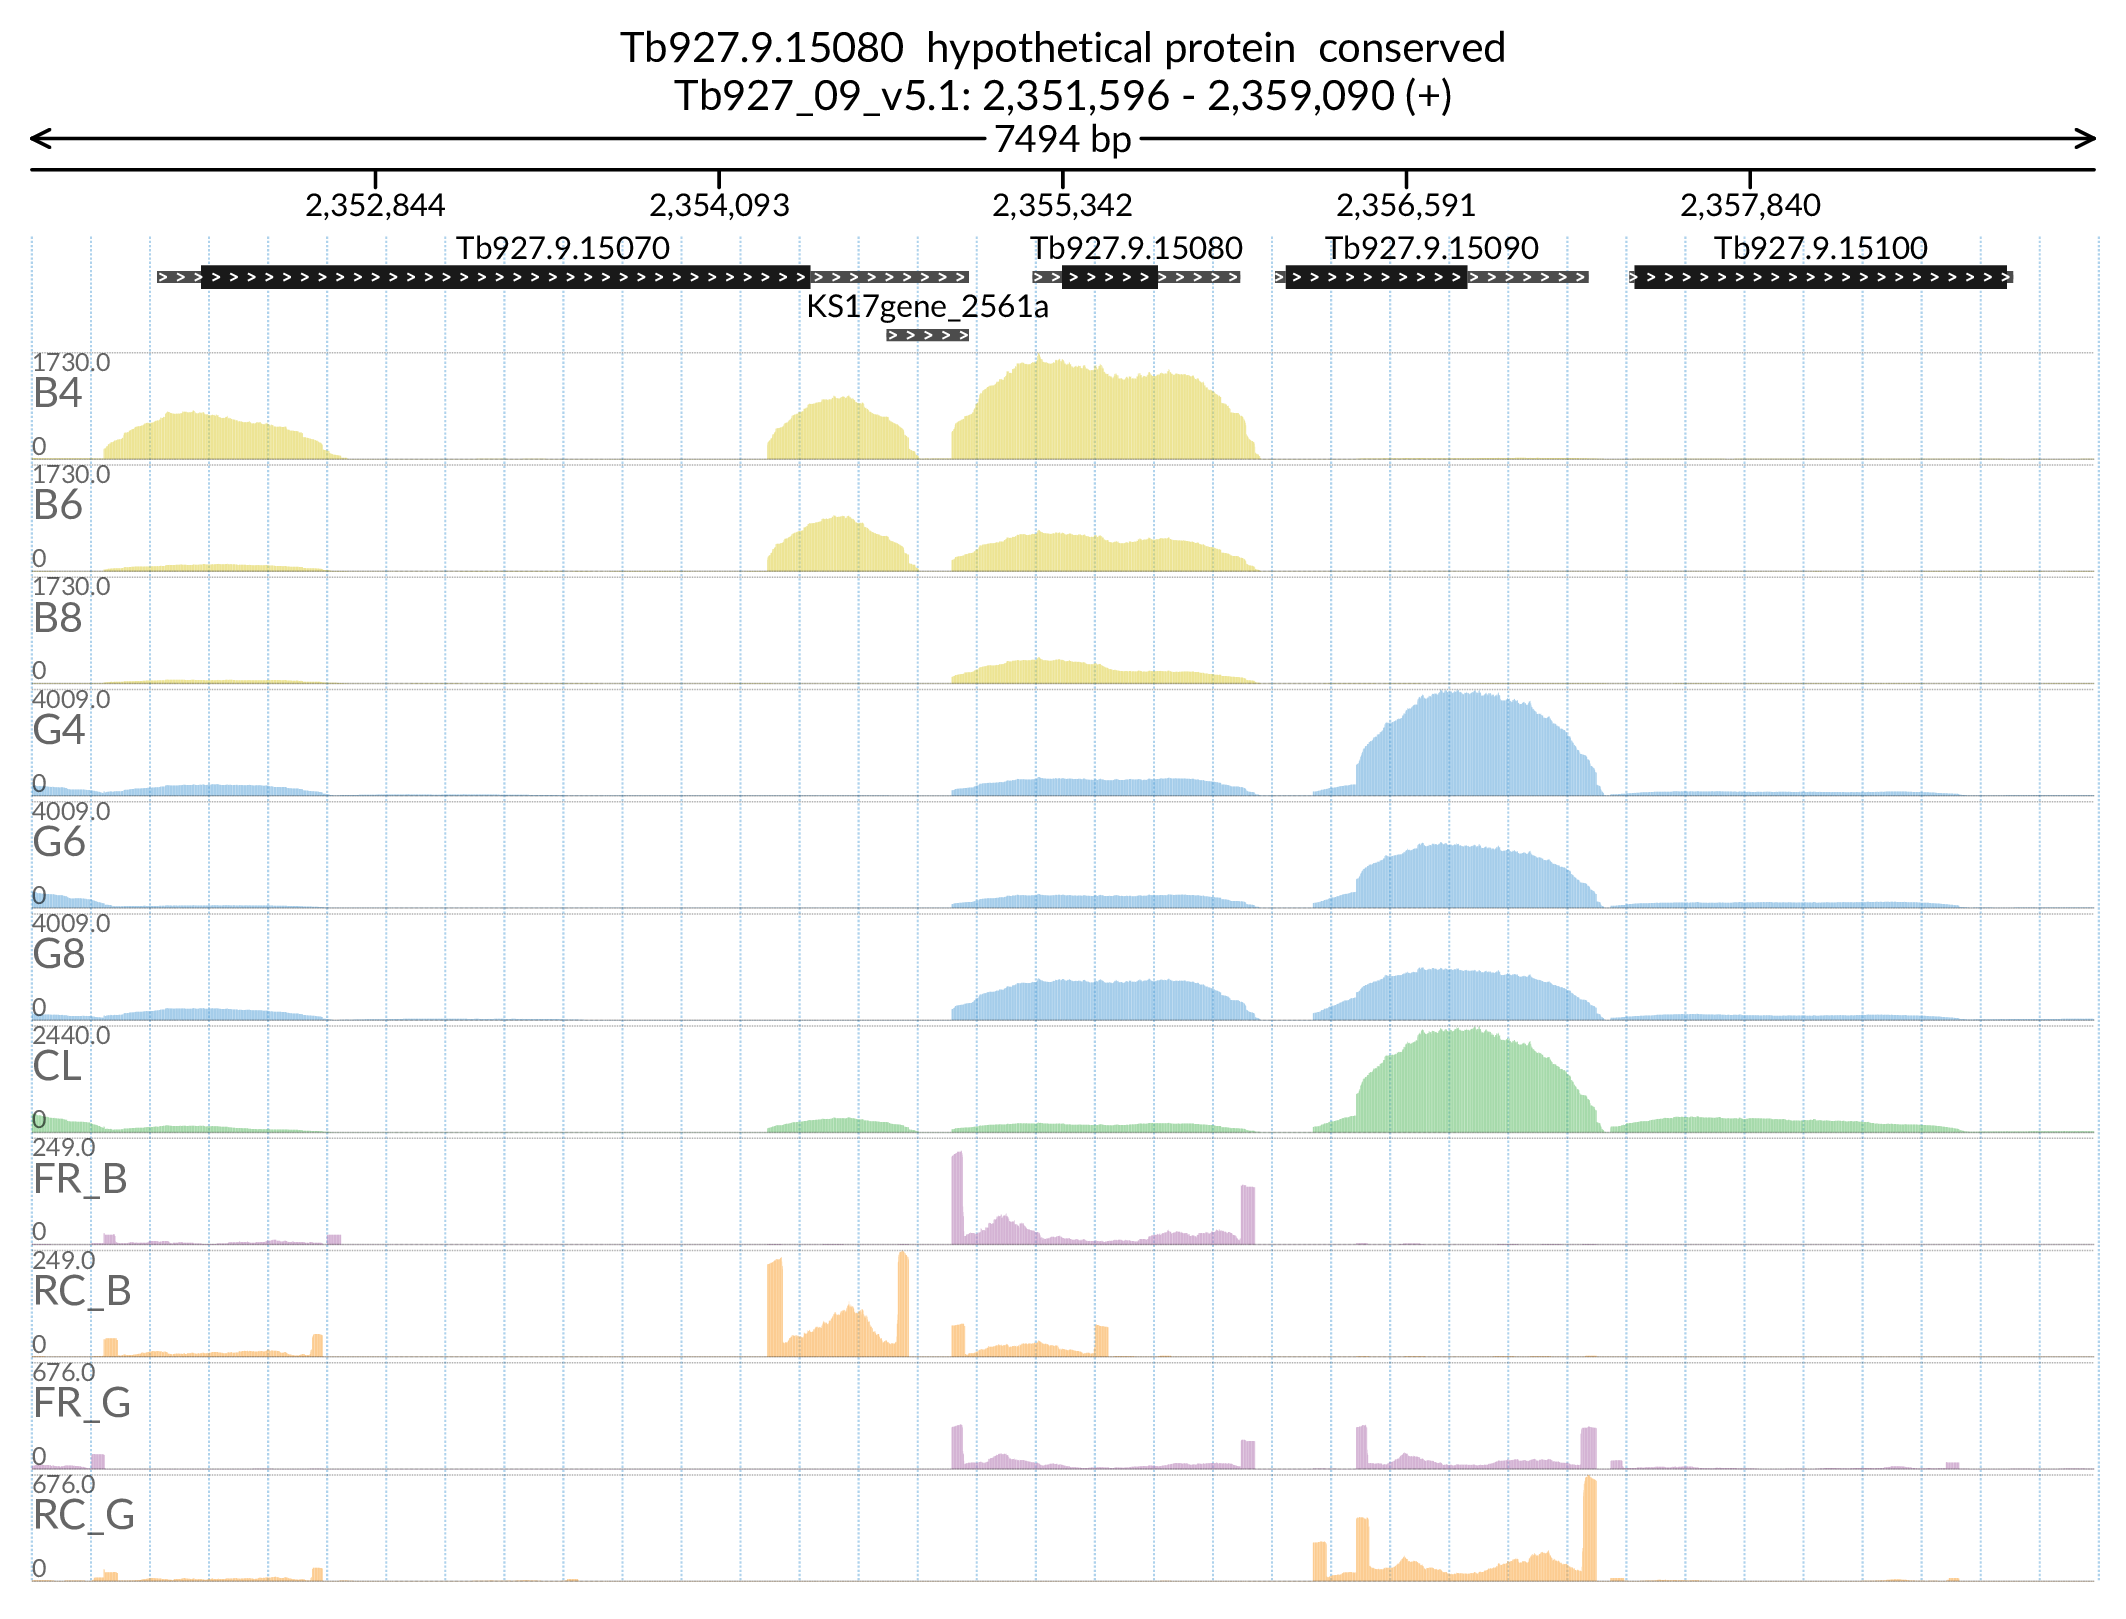 Tb927.9.15080 hypothetical protein conserved
Tb927_09_v5.1: 2,351,596 - 2,359,090 (+)
7494 bp
2,352,844 2,354,093 2,355,342 2,356,591 2,357,840
Tb927.9.15070 Tb927.9.15080 Tb927.9.15090 Tb927.9.15100
KS17gene_2561a
1730.0
B4
0
1730.0
B6
0
1730.0
B8
0
4009.0
G4
0
4009.0
G6
0
4009.0
G8
0
2440.0
CL
0
249.0
FR_B
0
249.0
RC_B
0
676.0
FR_G
0
676.0
RC_G
0